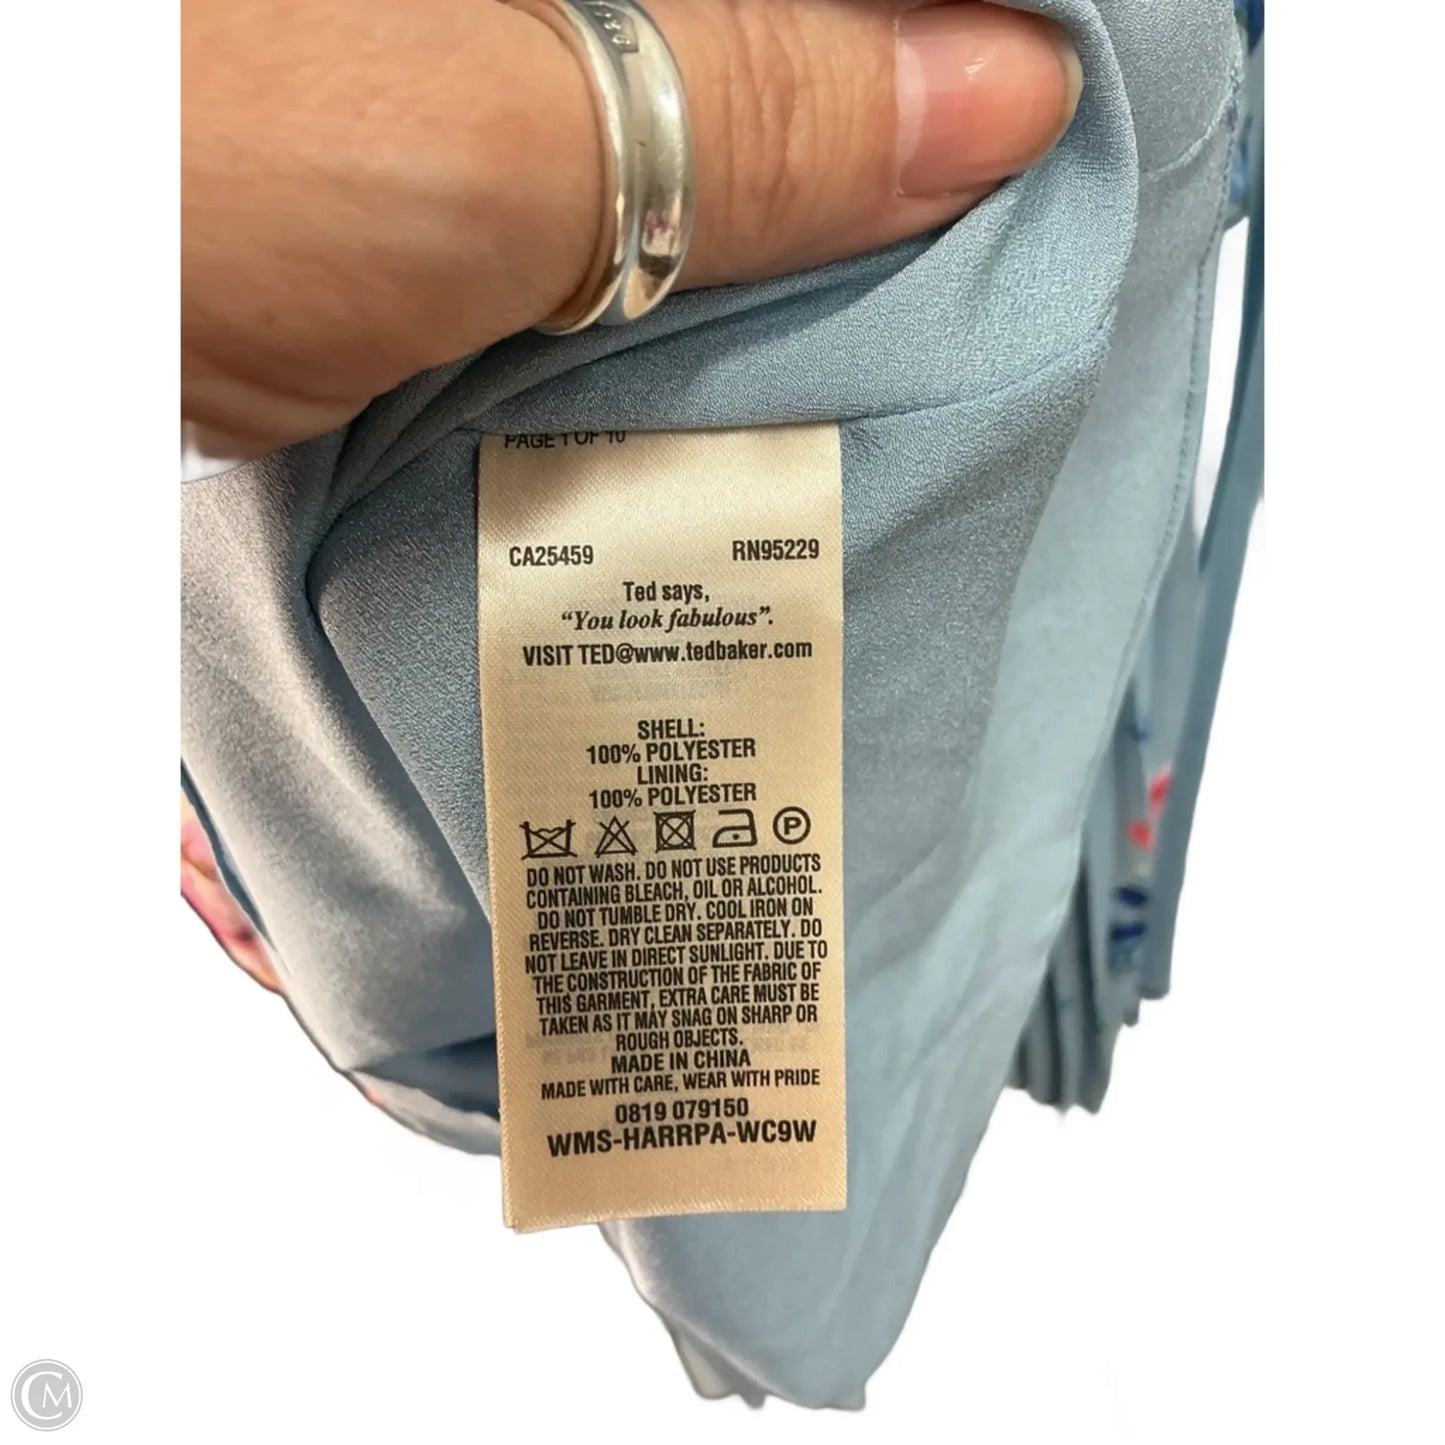 PAGE 1 OF 10
CA25459 RN95229
Ted says,
“You look fabulous”.
VISIT TED@www.tedbaker.com
SHELL:
100% POLYESTER
LINING:
100% POLYESTER
P
DO NOT WASH. DO NOT USE PRODUCTS
CONTAINING BLEACH, OIL OR ALCOHOL.
DO NOT TUMBLE DRY. COOL IRON ON
REVERSE. DRY CLEAN SEPARATELY. DO
NOT LEAVE IN DIRECT SUNLIGHT. DUE TO
THE CONSTRUCTION OF THE FABRIC OF
THIS GARMENT, EXTRA CARE MUST BE
TAKEN AS IT MAY SNAG ON SHARP OR
ROUGH OBJECTS.
MADE IN CHINA
MADE WITH CARE, WEAR WITH PRIDE
0819 079150
WMS-HARRPA-WC9W
CM